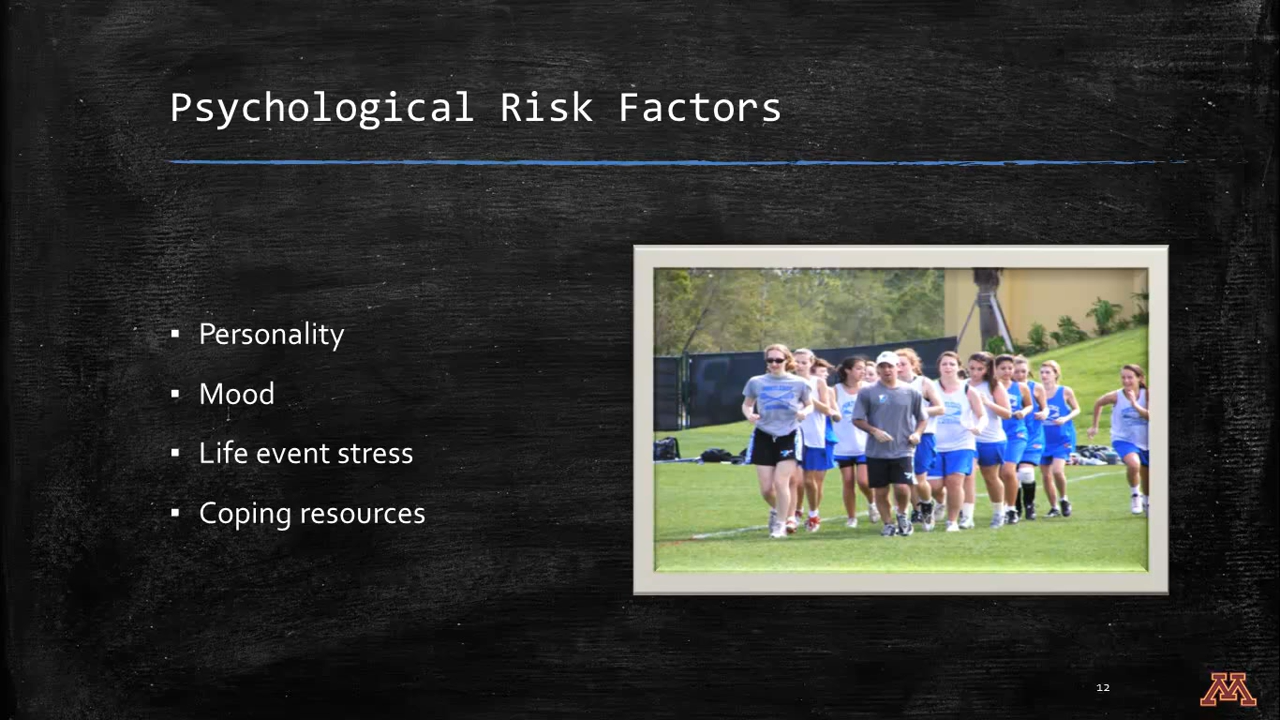 Psychological Risk Factors
▪ Personality
▪ Mood
▪ Life event stress
▪ Coping resources
12
M